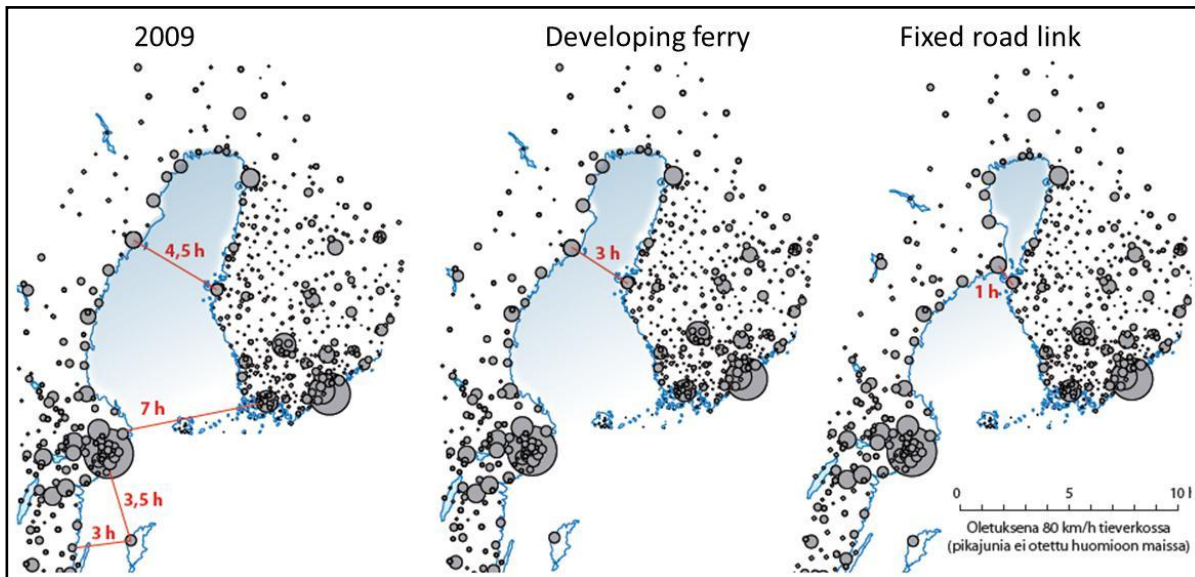 2009
Developing ferry
Fixed road link
4,5 h
7 h
3,5 h
3 h
3 h
1 h
0 5 10 h
Oletuksena 80 km/h tieverkossa
(pikajunia ei otettu huomioon maissa)